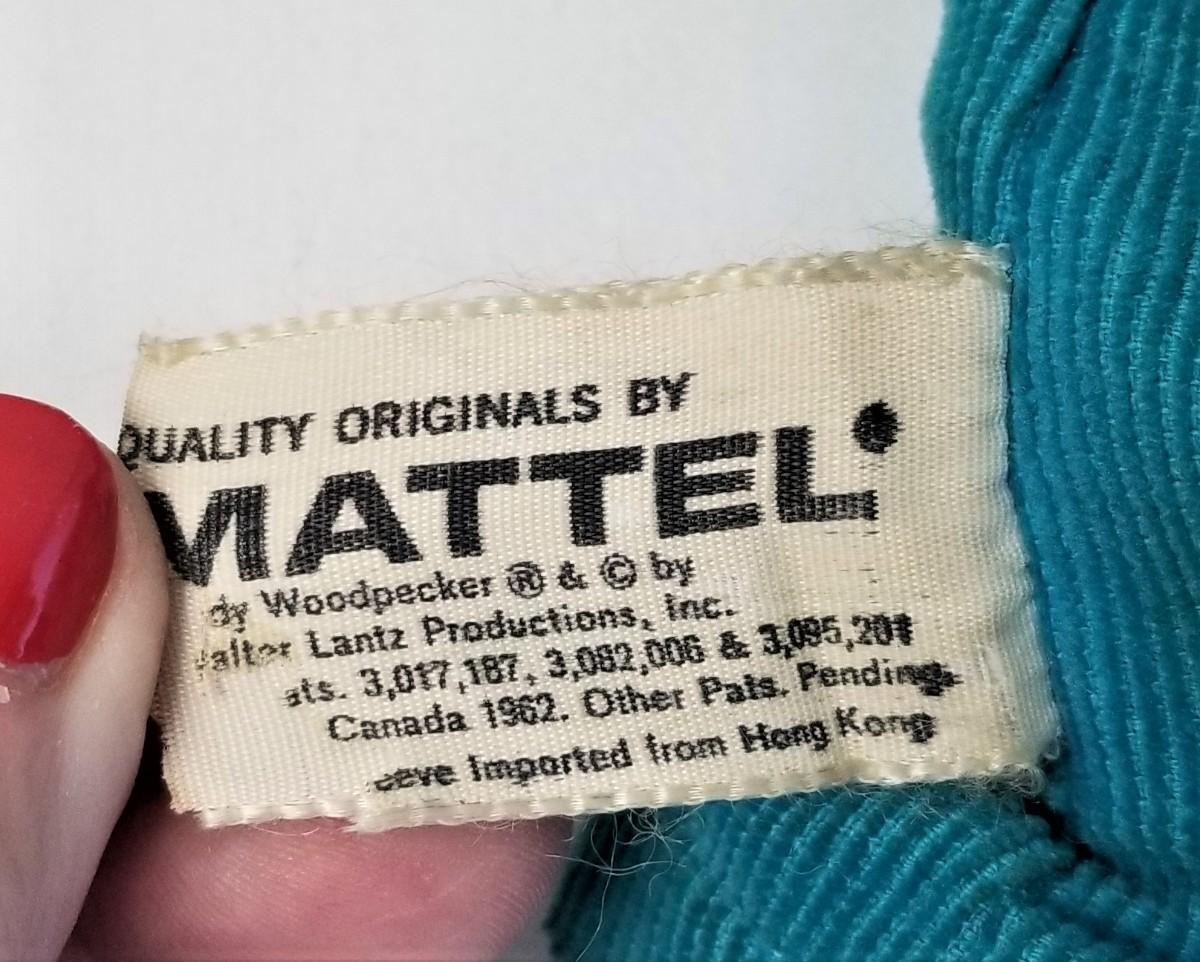 QUALITY ORIGINALS BY
MATTEL
dy Woodpecker ® & © by
alter Lantz Productions, Inc.
ats. 3,017,187, 3,082,006 & 3,095,201
Canada 1962. Other Pats. Pending
eeve Imported from Hong Kong